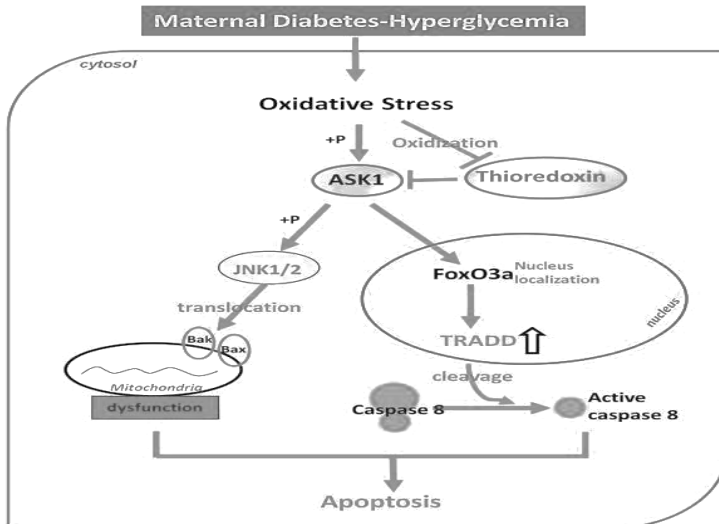 Maternal Diabetes-Hyperglycemia
cytosol
Oxidative Stress
+P
Oxidization
ASK1
Thioredoxin
+P
JNK1/2
FoxO3a
Nucleus
localization
translocation
nucleus
Bak
Bax
TRADD
Mitochondria
cleavage
dysfunction
Caspase 8
Active
caspase 8
Apoptosis